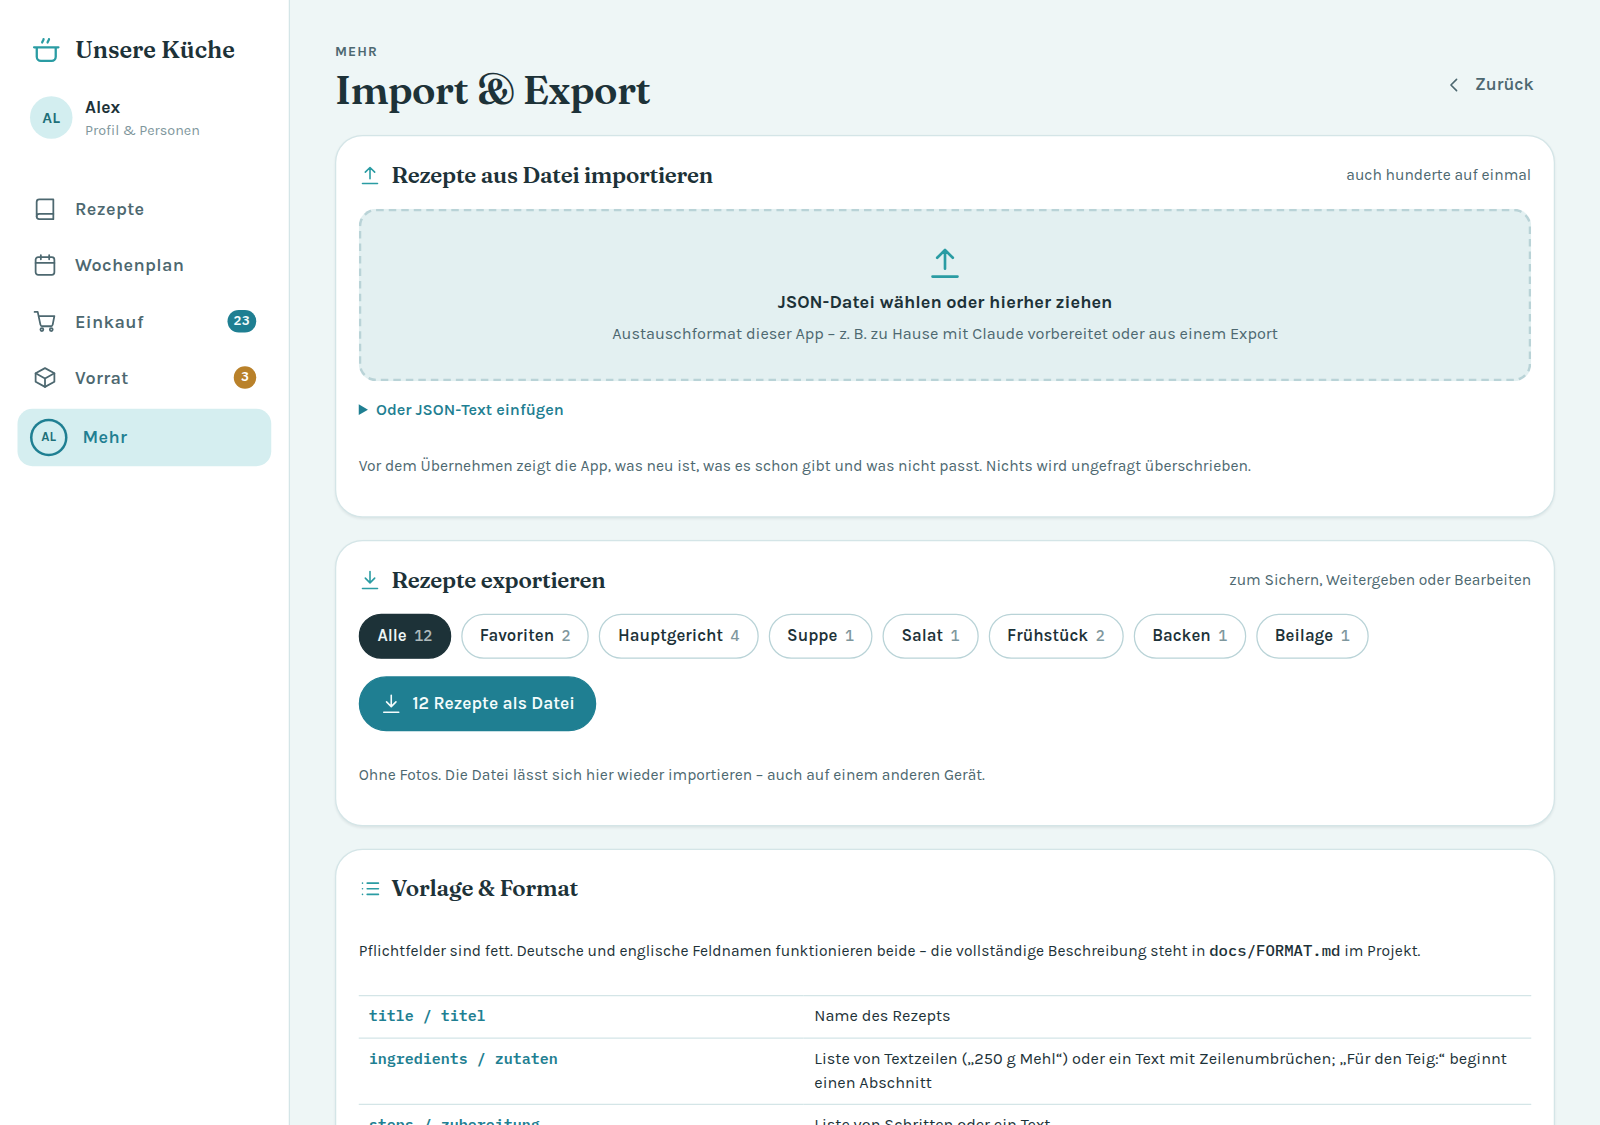 Unsere Küche
AL
Alex
Profil & Personen
Rezepte
Wochenplan
Einkauf 23
Vorrat 3
AL Mehr
MEHR
Import & Export
Zurück
Rezepte aus Datei importieren
auch hunderte auf einmal
JSON-Datei wählen oder hierher ziehen
Austauschformat dieser App – z. B. zu Hause mit Claude vorbereitet oder aus einem Export
Oder JSON-Text einfügen
Vor dem Übernehmen zeigt die App, was neu ist, was es schon gibt und was nicht passt. Nichts wird ungefragt überschrieben.
Rezepte exportieren
zum Sichern, Weitergeben oder Bearbeiten
Alle 12 Favoriten 2 Hauptgericht 4 Suppe 1 Salat 1 Frühstück 2 Backen 1 Beilage 1
12 Rezepte als Datei
Ohne Fotos. Die Datei lässt sich hier wieder importieren – auch auf einem anderen Gerät.
Vorlage & Format
Pflichtfelder sind fett. Deutsche und englische Feldnamen funktionieren beide – die vollständige Beschreibung steht in docs/FORMAT.md im Projekt.
title / titel
Name des Rezepts
ingredients / zutaten
Liste von Textzeilen („250 g Mehl“) oder ein Text mit Zeilenumbrüchen; „Für den Teig:“ beginnt
einen Abschnitt
steps / zubereitung
Liste von Schritten oder ein Text